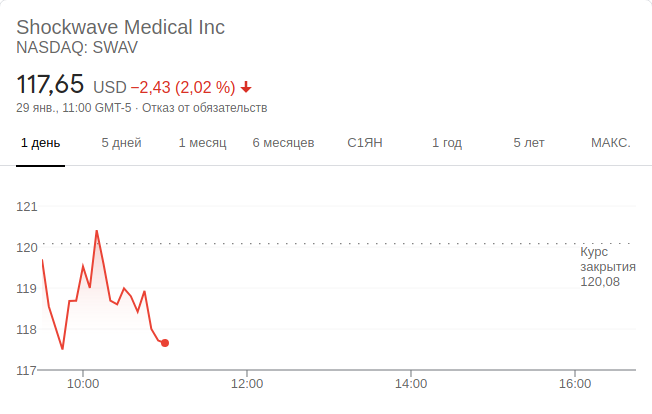 Shockwave Medical Inc
NASDAQ: SWAV
117,65 USD −2,43 (2,02 %)
29 янв., 11:00 GMT-5 · Отказ от обязательств
1 день 5 дней 1 месяц 6 месяцев С1ЯН 1 год 5 лет МАКС.
121
120
Курс
закрытия
120,08
119
118
117
10:00 12:00 14:00 16:00